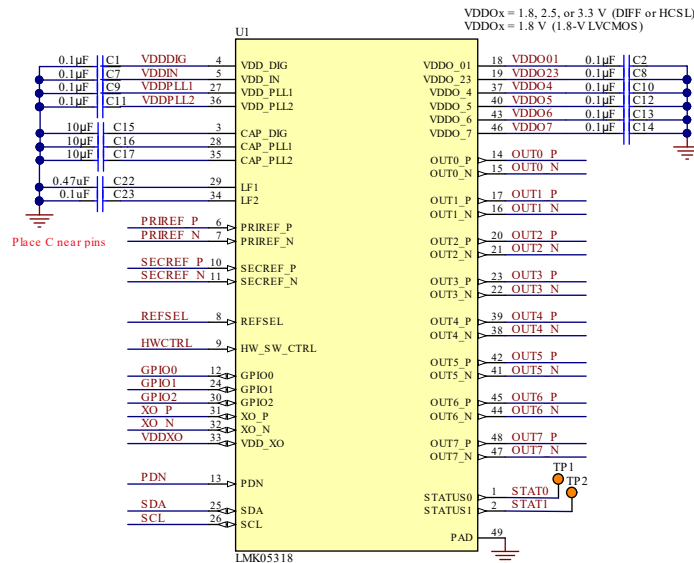 VDDOx = 1.8, 2.5, or 3.3 V (DIFF or HCSL)
VDDOx = 1.8 V (1.8-V LVCMOS)
U1
0.1µF C1 VDDDIG 4 VDD_DIG
0.1µF C7 VDDIN 5 VDD_IN
0.1µF C9 VDDPLL1 27 VDD_PLL1
0.1µF C11 VDDPLL2 36 VDD_PLL2
10µF C15 3 CAP_DIG
10µF C16 28 CAP_PLL1
10µF C17 35 CAP_PLL2
0.47uF C22 29 LF1
0.1uF C23 34 LF2
Place C near pins
PRIREF_P 6 PRIREF_P
PRIREF_N 7 PRIREF_N
SECREF_P 10 SECREF_P
SECREF_N 11 SECREF_N
REFSEL 8 REFSEL
HWCTRL 9 HW_SW_CTRL
GPIO0 12 GPIO0
GPIO1 24 GPIO1
GPIO2 30 GPIO2
XO_P 31 XO_P
XO_N 32 XO_N
VDDXO 33 VDD_XO
PDN 13 PDN
SDA 25 SDA
SCL 26 SCL
VDDO_01 18 VDDO01 0.1µF C2
VDDO_23 19 VDDO23 0.1µF C8
VDDO_4 37 VDDO4 0.1µF C10
VDDO_5 40 VDDO5 0.1µF C12
VDDO_6 43 VDDO6 0.1µF C13
VDDO_7 46 VDDO7 0.1µF C14
OUT0_P 14 OUT0_P
OUT0_N 15 OUT0_N
OUT1_P 17 OUT1_P
OUT1_N 16 OUT1_N
OUT2_P 20 OUT2_P
OUT2_N 21 OUT2_N
OUT3_P 23 OUT3_P
OUT3_N 22 OUT3_N
OUT4_P 39 OUT4_P
OUT4_N 38 OUT4_N
OUT5_P 42 OUT5_P
OUT5_N 41 OUT5_N
OUT6_P 45 OUT6_P
OUT6_N 44 OUT6_N
OUT7_P 48 OUT7_P
OUT7_N 47 OUT7_N
TP1
TP2
STATUS0 1 STAT0
STATUS1 2 STAT1
PAD 49
LMK05318